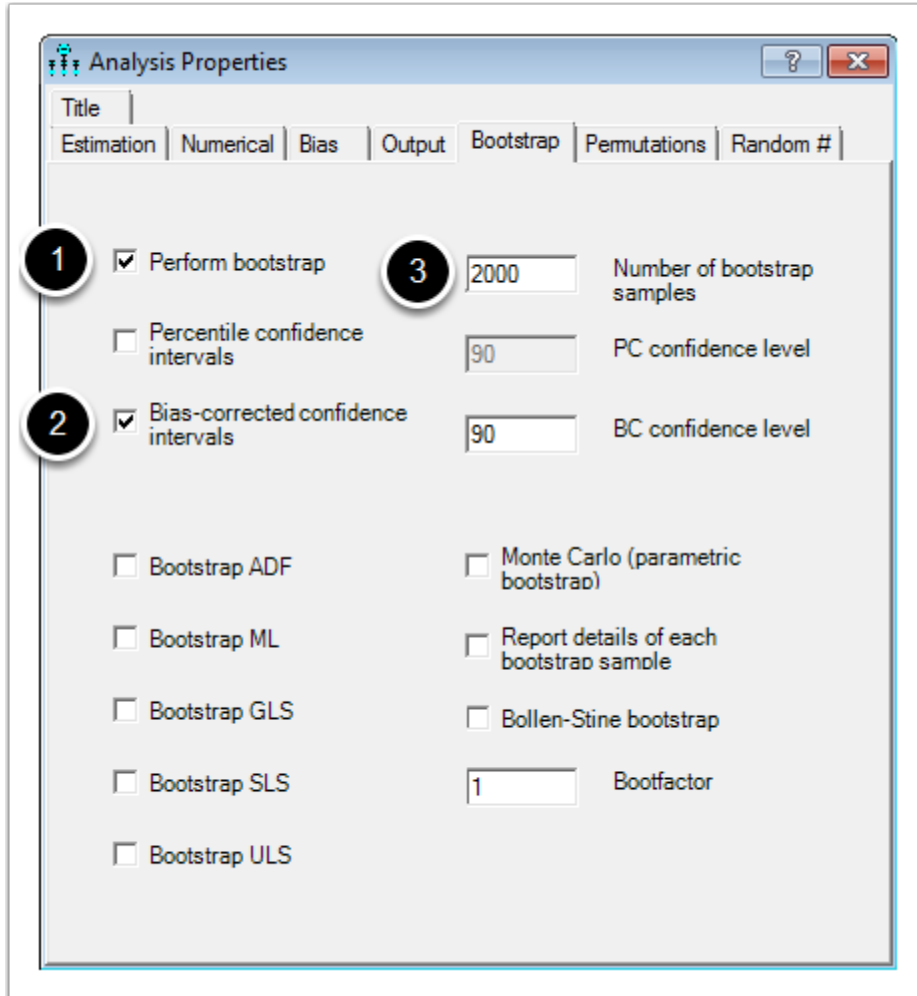 Analysis Properties
?
Title
Estimation Numerical Bias Output Bootstrap Permutations Random #
1
Perform bootstrap
3
2000
Number of bootstrap
samples
Percentile confidence
intervals
90
PC confidence level
2
Bias-corrected confidence
intervals
90
BC confidence level
Bootstrap ADF
Monte Carlo (parametric
bootstrap)
Bootstrap ML
Report details of each
bootstrap sample
Bootstrap GLS
Bollen-Stine bootstrap
Bootstrap SLS
1
Bootfactor
Bootstrap ULS